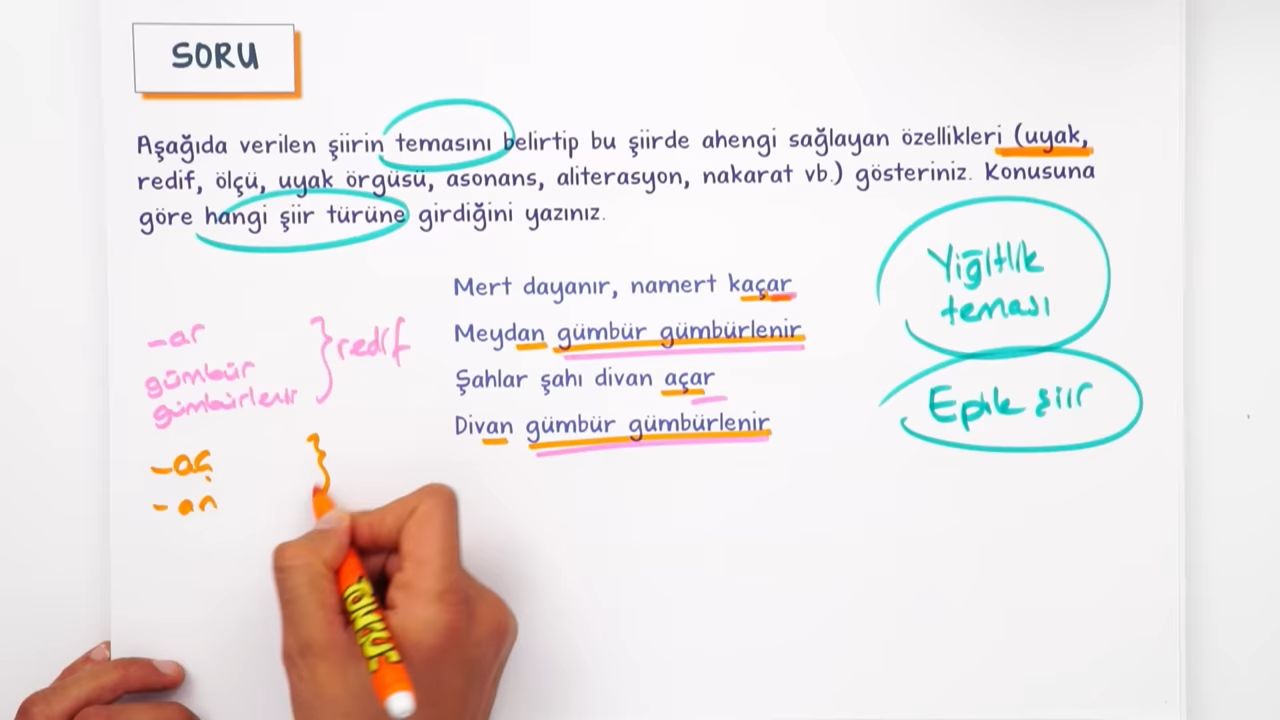 SORU
Aşağıda verilen şiirin temasını belirtip bu şiirde ahengi sağlayan özellikleri (uyak,
redif, ölçü, uyak örgüsü, asonans, aliterasyon, nakarat vb.) gösteriniz. Konusuna
göre hangi şiir türüne girdiğini yazınız.
Mert dayanır, namert kaçar
Meydan gümbür gümbürlenir
Şahlar şahı divan açar
Divan gümbür gümbürlenir
-ar
gümbür
gümbürlenir
redif
-aç
-an
Yiğitlik
teması
Epik şiir